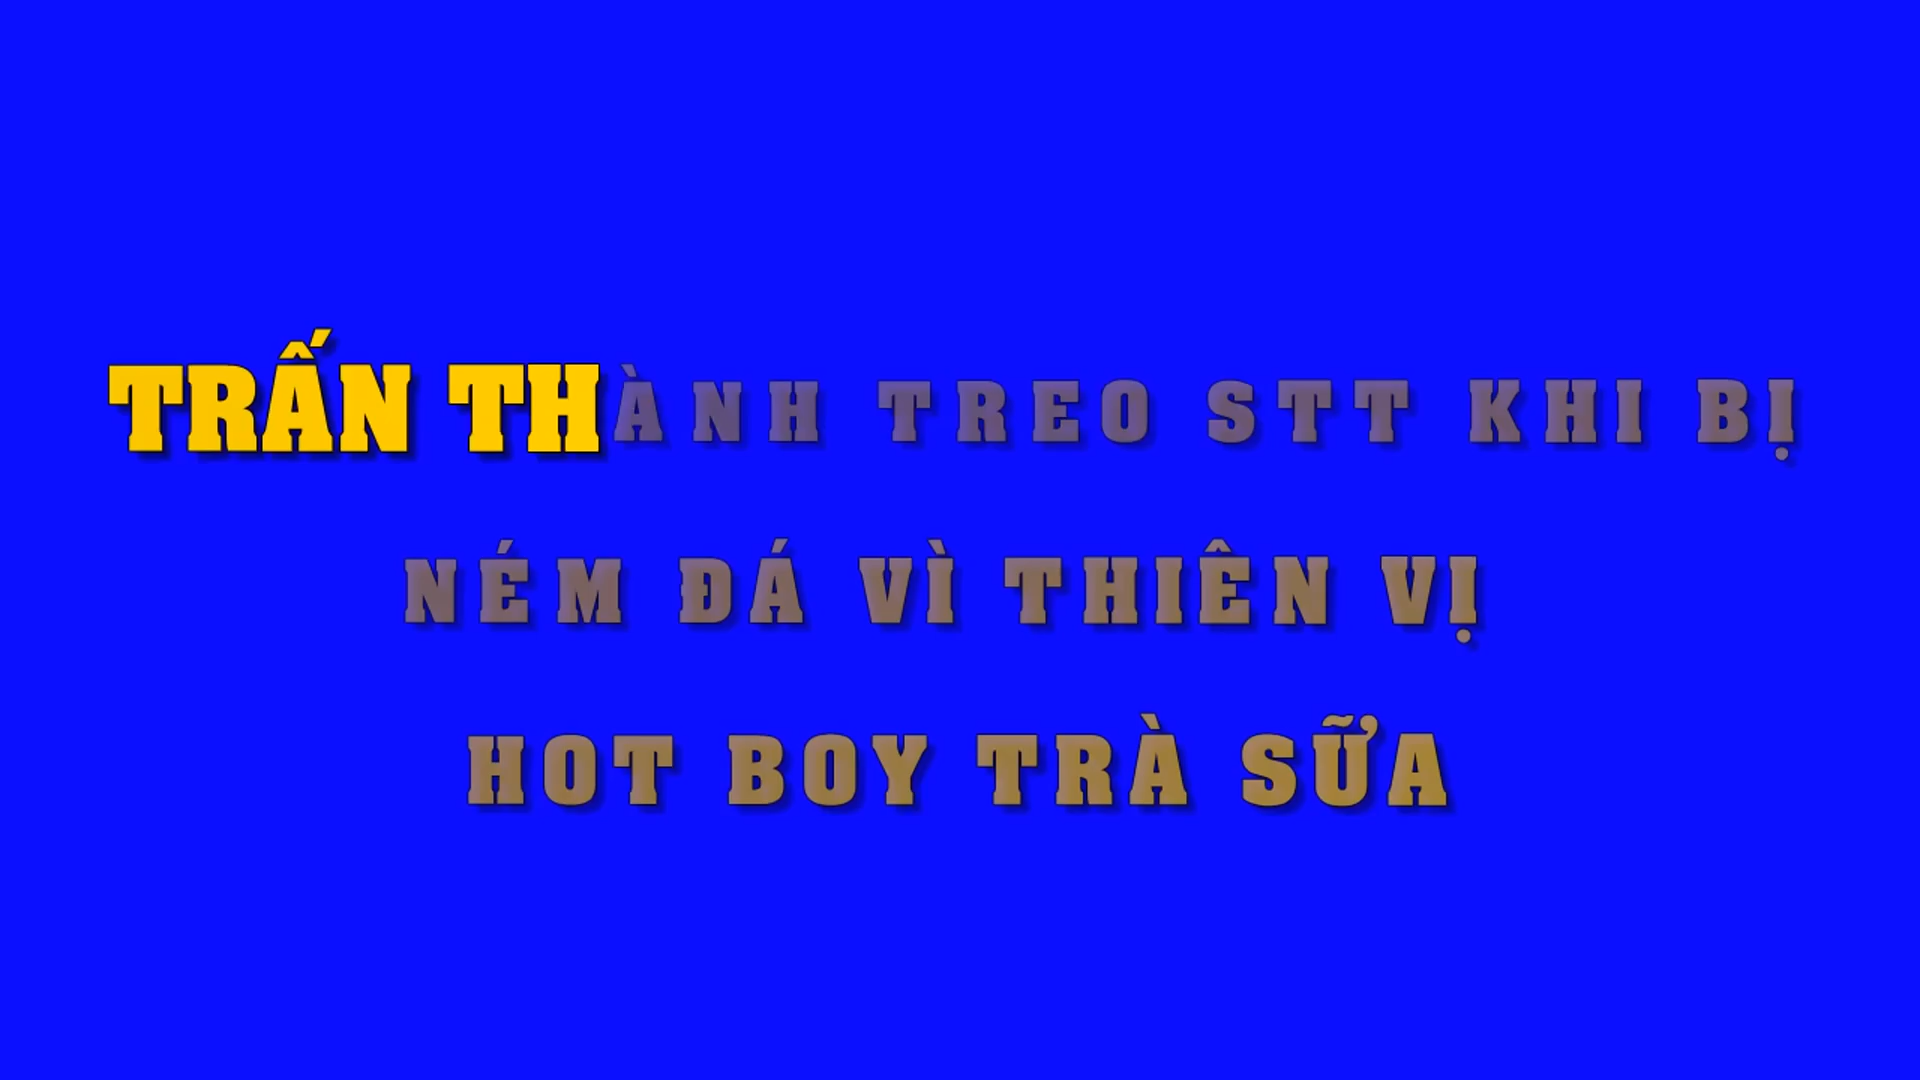 TRẤN THÀNH TREO STT KHI BỊ
NÉM ĐÁ VÌ THIÊN VỊ
HOT BOY TRÀ SỮA